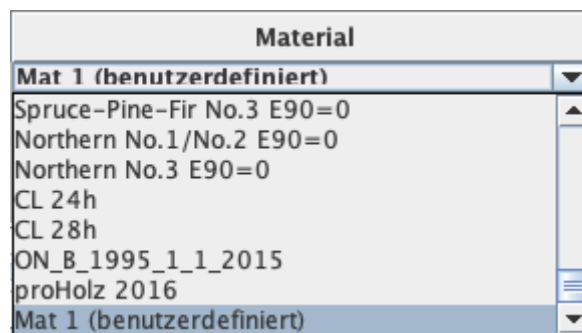 Material
Mat 1 (benutzerdefiniert)
Spruce-Pine-Fir No.3 E90=0
Northern No.1/No.2 E90=0
Northern No.3 E90=0
CL 24h
CL 28h
ON_B_1995_1_1_2015
proHolz 2016
Mat 1 (benutzerdefiniert)